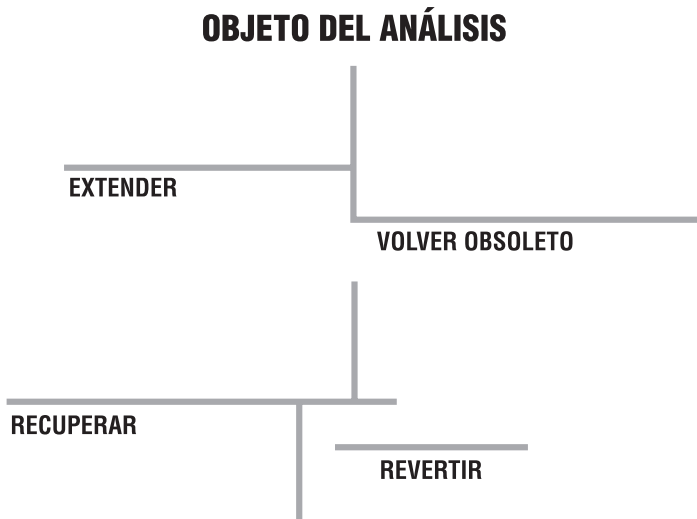 OBJETO DEL ANÁLISIS
EXTENDER
VOLVER OBSOLETO
RECUPERAR
REVERTIR